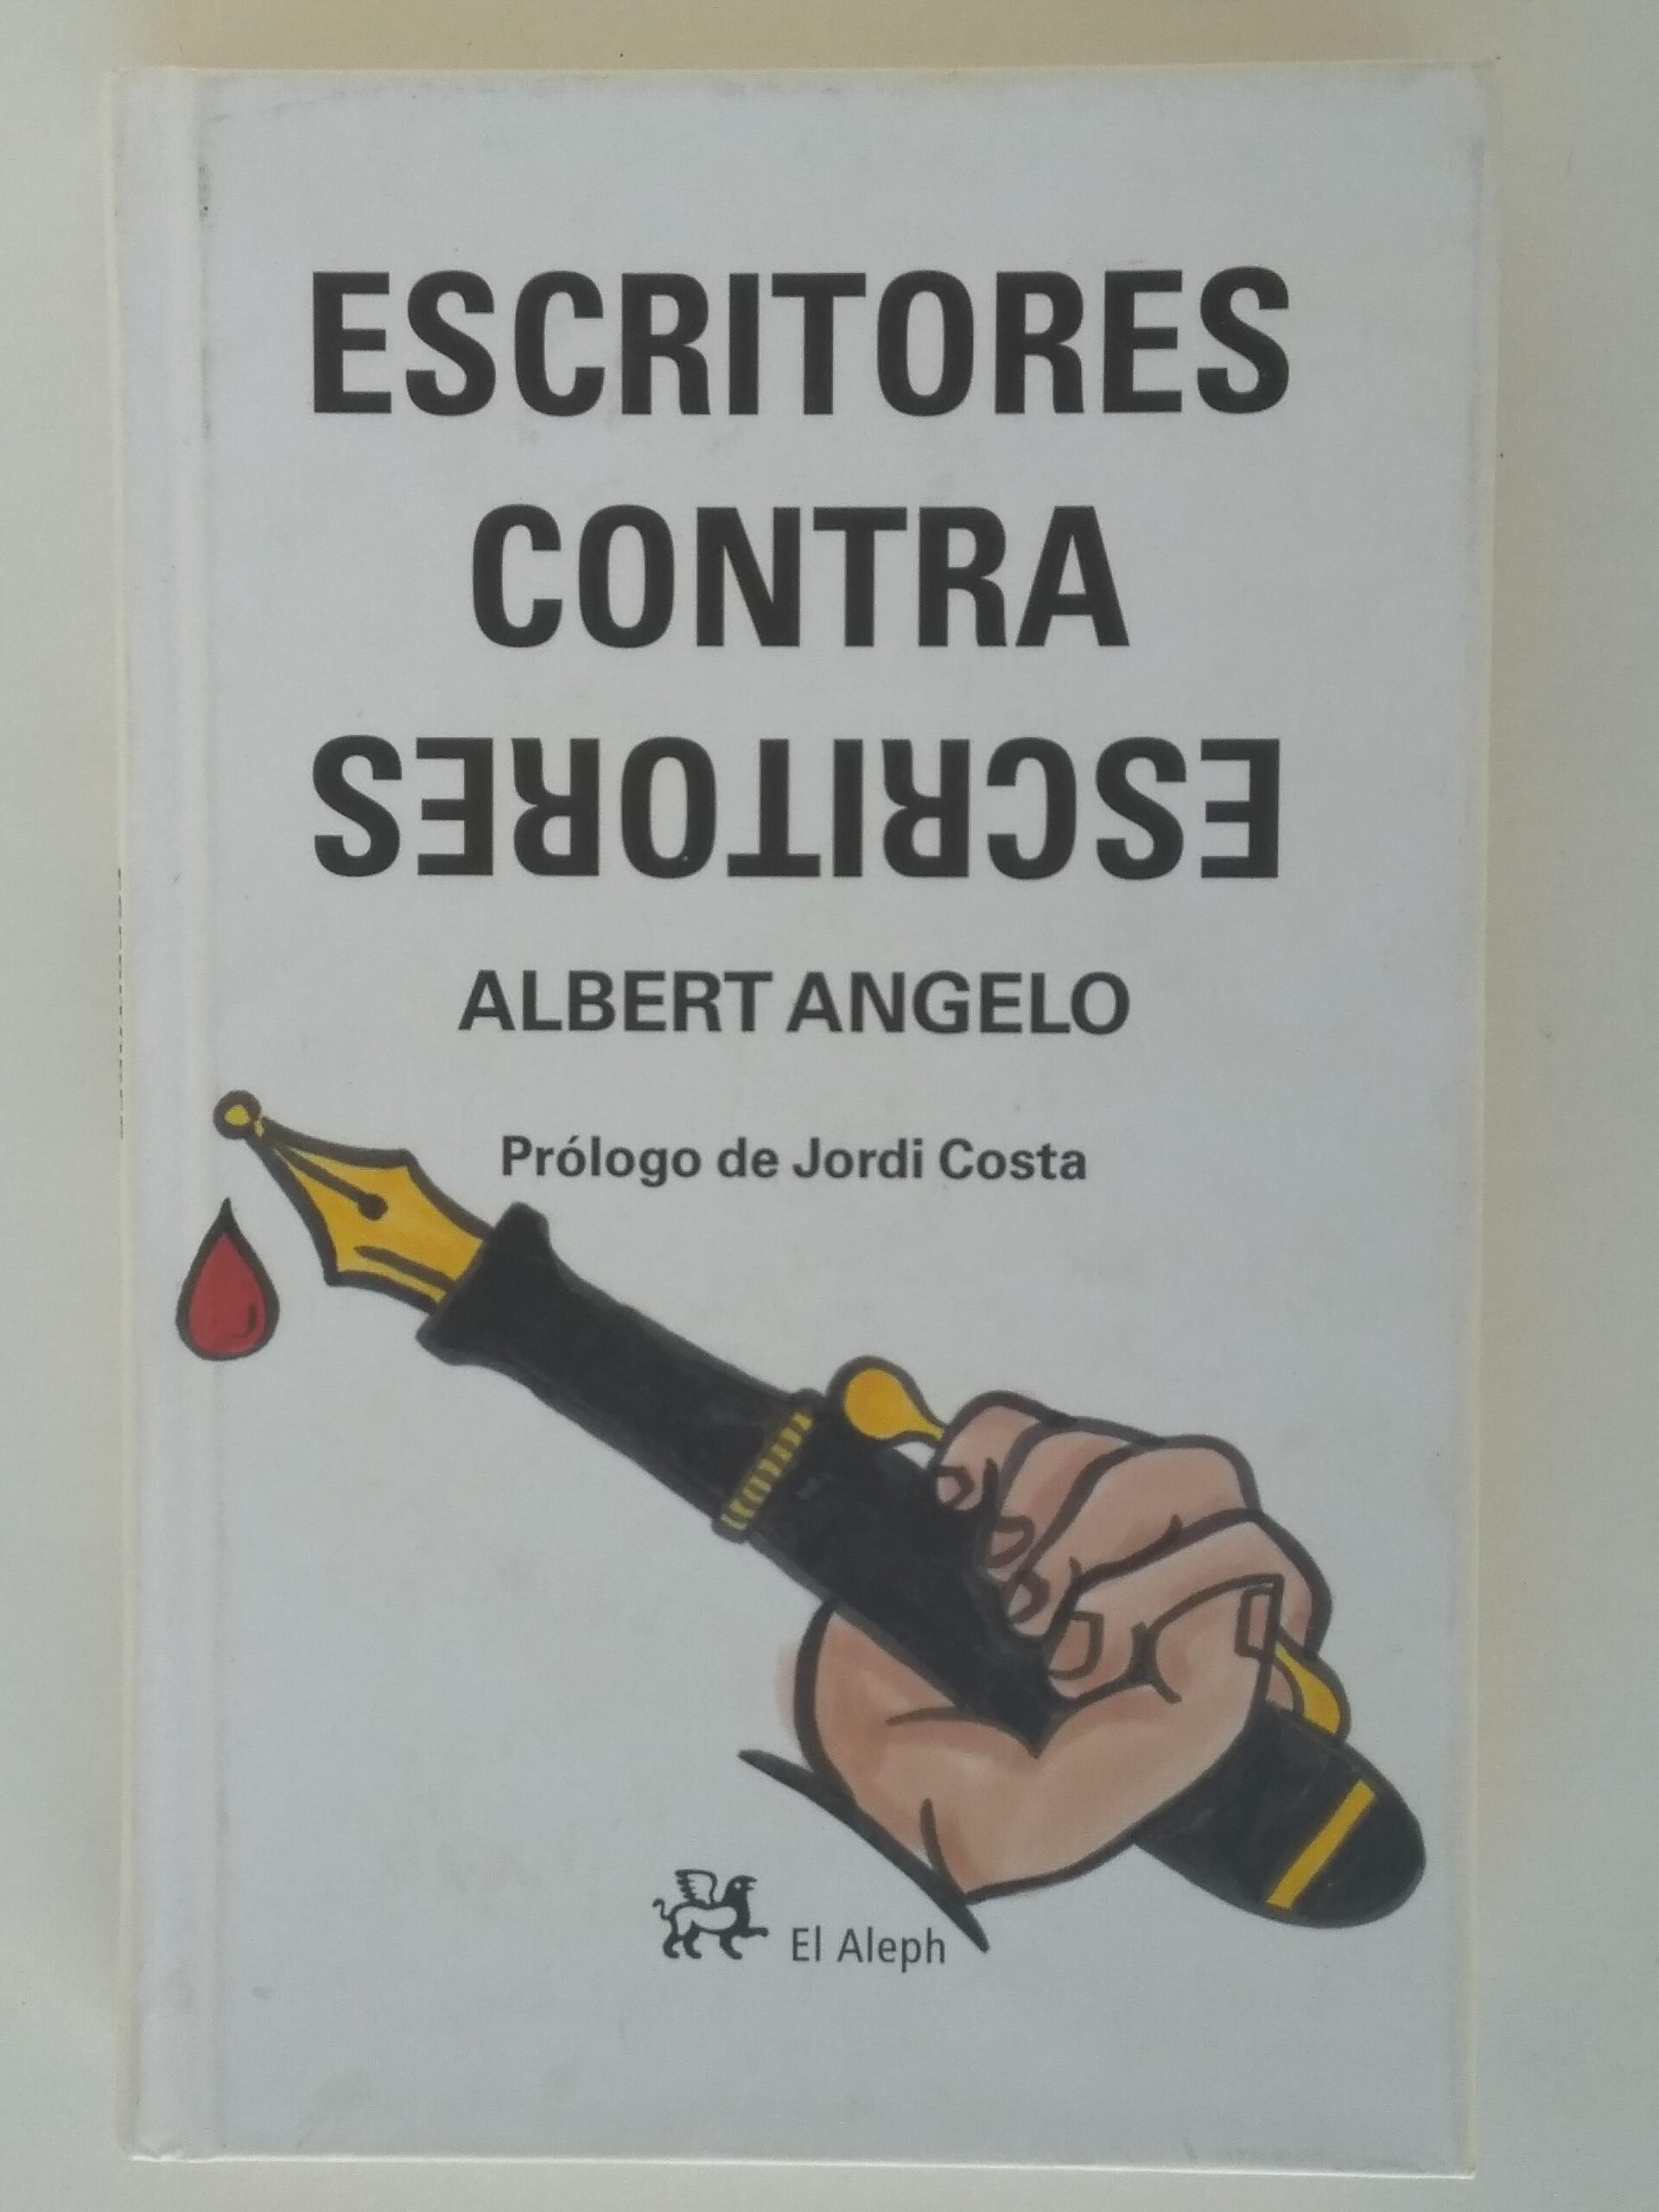 ESCRITORES
CONTRA
ESCRITORES
ALBERT ANGELO
Prólogo de Jordi Costa
El Aleph